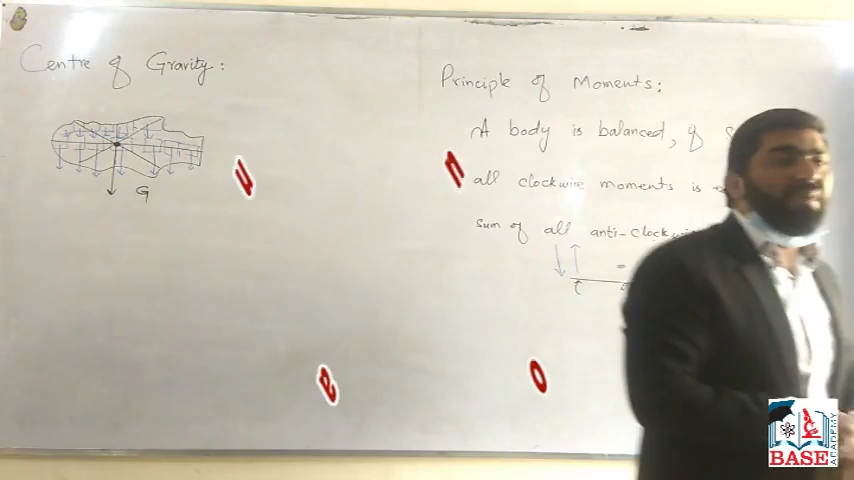 Centre of Gravity:
G
Principle of Moments:
A body is balanced, if S
all clockwise moments is
sum of all anti-clockwi
=
BASE
ACADEMY